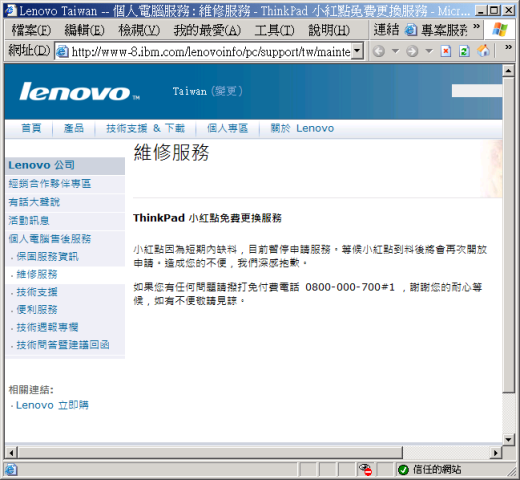 Lenovo Taiwan -- 個人電腦服務 : 維修服務 - ThinkPad 小紅點免費更換服務 - Micr...
檔案(F) 編輯(E) 檢視(V) 我的最愛(A) 工具(T) 說明(H) 連結 專案服 »
網址(D) http://www-8.ibm.com/lenovoinfo/pc/support/tw/mainte »
lenovo TM
Taiwan (變更)
首頁 | 產品 | 技術支援 & 下載 | 個人專區 | 關於 Lenovo
維修服務
Lenovo 公司
經銷合作夥伴專區
有話大聲說
活動訊息
個人電腦售後服務
. 保固服務資訊
. 維修服務
. 技術支援
. 便利服務
. 技術週報專欄
. 技術問答暨建議回函
相關連結:
. Lenovo 立即購
ThinkPad 小紅點免費更換服務
小紅點因為短期內缺料，目前暫停申請服務。等候小紅點到料後將會再次開放
申請。造成您的不便，我們深感抱歉。
如果您有任何問題請撥打免付費電話 0800-000-700#1 ，謝謝您的耐心等
候，如有不便敬請見諒。
信任的網站